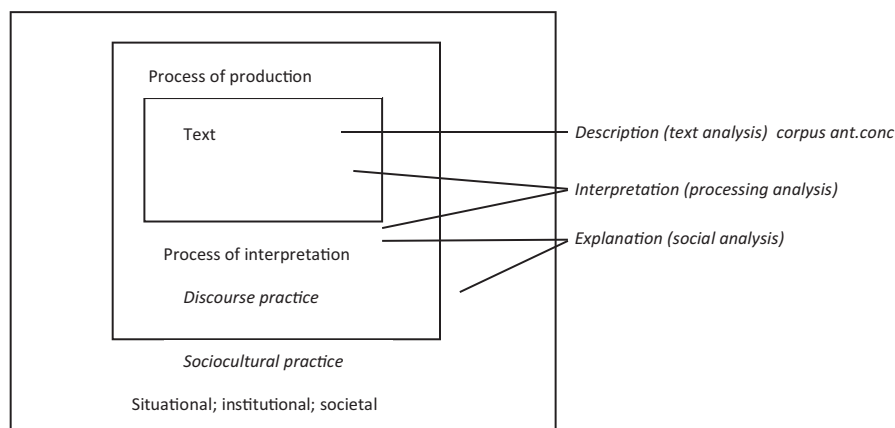 Process of production
Text
Description (text analysis)  corpus ant.conc
Interpretation (processing analysis)
Explanation (social analysis)
Process of interpretation
Discourse practice
Sociocultural practice
Situational; institutional; societal